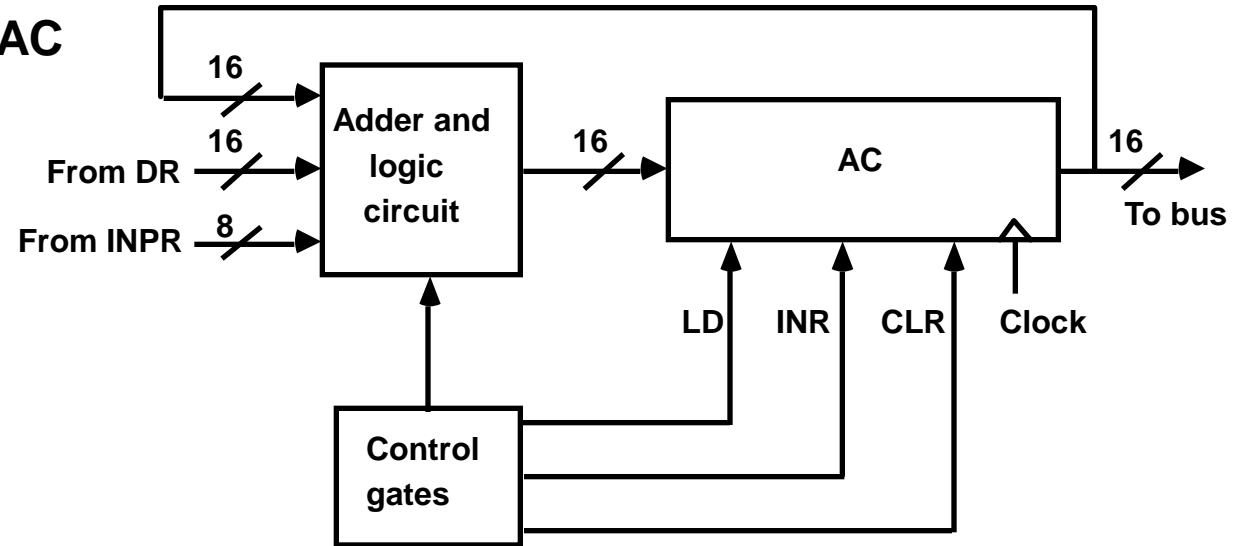 AC
16
16
From DR
8
From INPR
Adder and
logic
circuit
16
AC
16
To bus
LD
INR
CLR
Clock
Control
gates